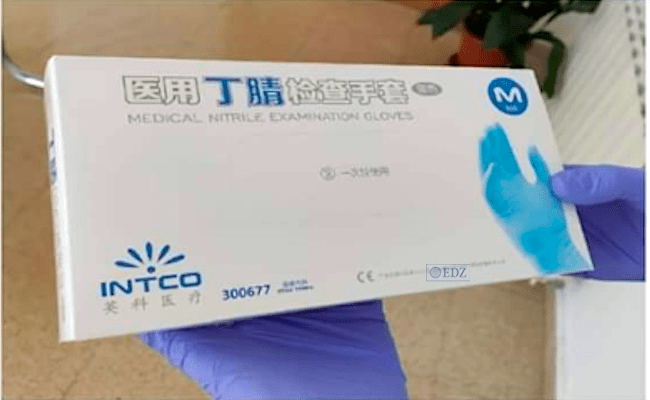 医用丁腈检查手套
M
MEDICAL NITRILE EXAMINATION GLOVES
一次性使用
INTCO
英科医疗
300677
CE
EDZ